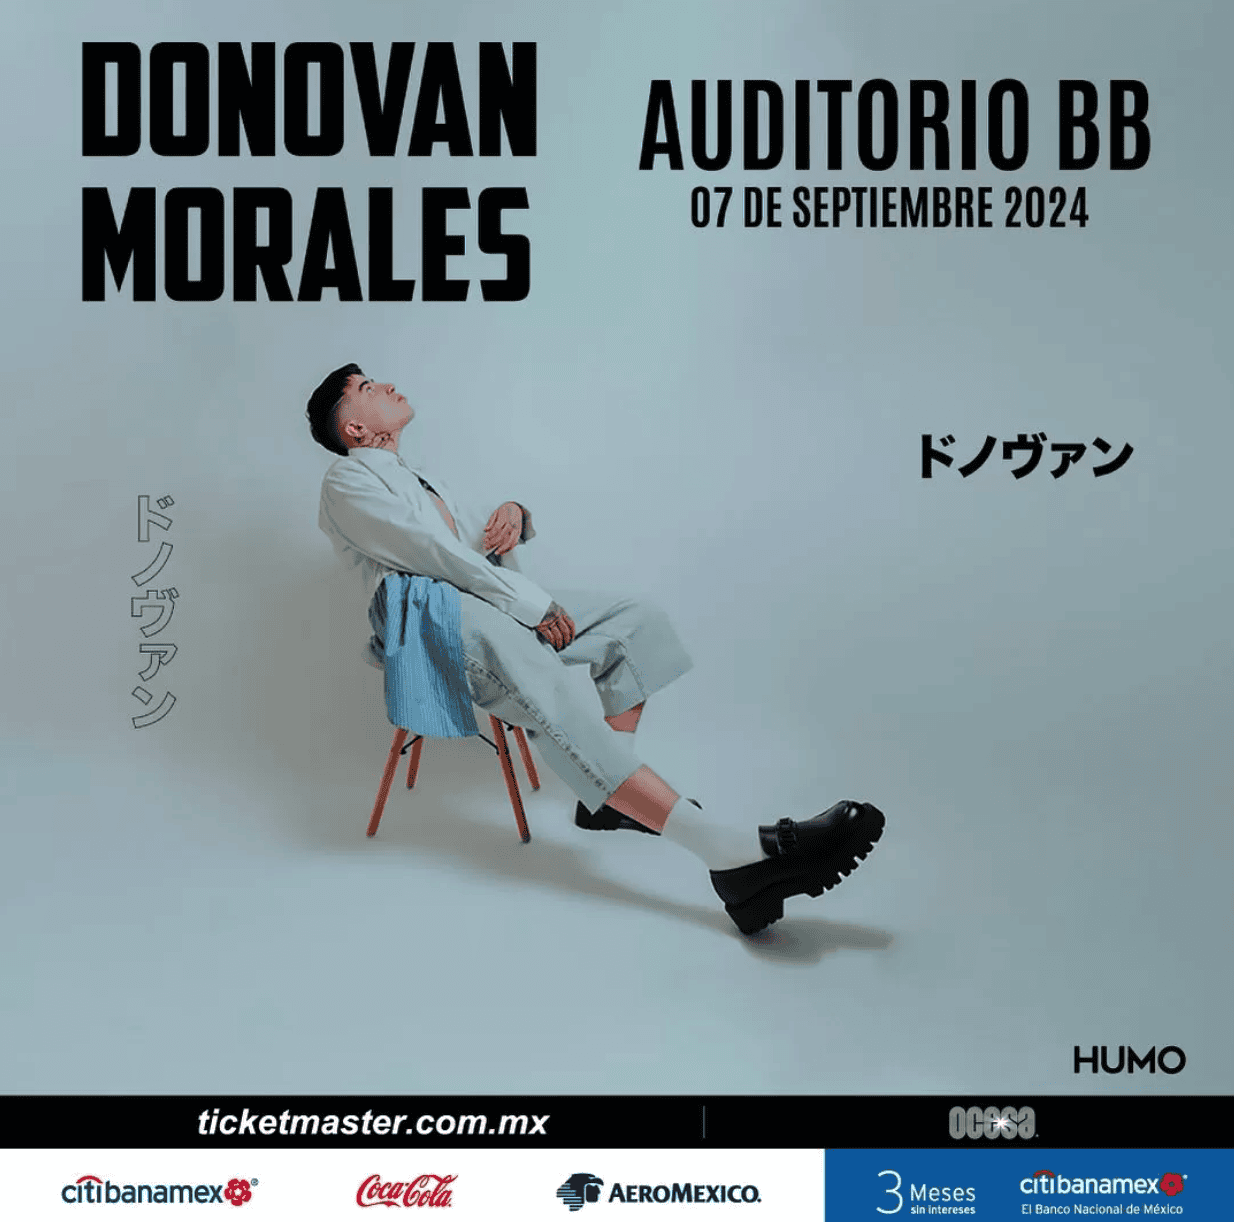 DONOVAN
MORALES
AUDITORIO BB
07 DE SEPTIEMBRE 2024
ドノヴァン
ドノヴァン
HUMO
ticketmaster.com.mx
ocesa
citibanamex
Coca-Cola
AEROMEXICO.
3 Meses
sin intereses
citibanamex
El Banco Nacional de México